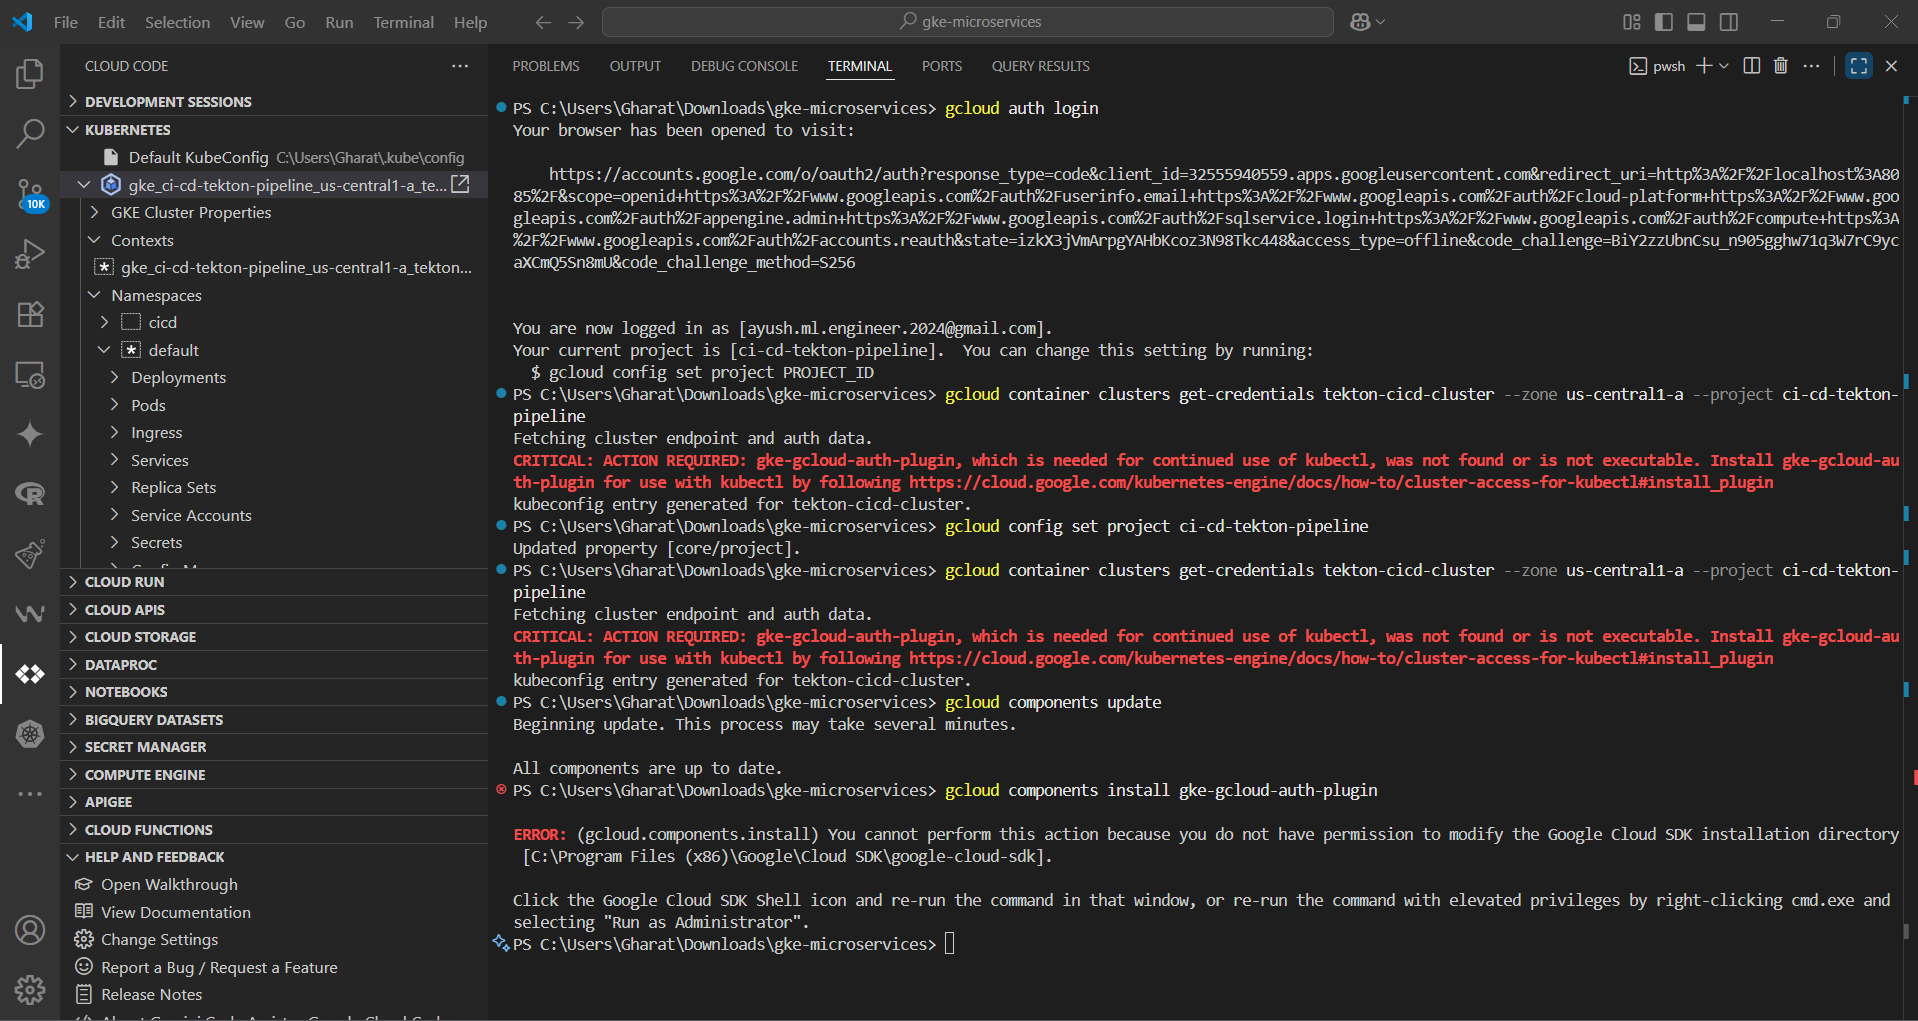 File Edit Selection View Go Run Terminal Help
gke-microservices
CLOUD CODE
DEVELOPMENT SESSIONS
KUBERNETES
Default KubeConfig C:\Users\Gharat\.kube\config
gke_ci-cd-tekton-pipeline_us-central1-a_te...
GKE Cluster Properties
Contexts
gke_ci-cd-tekton-pipeline_us-central1-a_tekton...
Namespaces
cicd
default
Deployments
Pods
Ingress
Services
Replica Sets
Service Accounts
Secrets
CLOUD RUN
CLOUD APIS
CLOUD STORAGE
DATAPROC
NOTEBOOKS
BIGQUERY DATASETS
SECRET MANAGER
COMPUTE ENGINE
APIGEE
CLOUD FUNCTIONS
HELP AND FEEDBACK
Open Walkthrough
View Documentation
Change Settings
Report a Bug / Request a Feature
Release Notes
10K
PROBLEMS OUTPUT DEBUG CONSOLE TERMINAL PORTS QUERY RESULTS
pwsh
PS C:\Users\Gharat\Downloads\gke-microservices> gcloud auth login
Your browser has been opened to visit:
https://accounts.google.com/o/oauth2/auth?response_type=code&client_id=32555940559.apps.googleusercontent.com&redirect_uri=http%3A%2F%2Flocalhost%3A80
85%2F&scope=openid+https%3A%2F%2Fwww.googleapis.com%2Fauth%2Fuserinfo.email+https%3A%2F%2Fwww.googleapis.com%2Fauth%2Fcloud-platform+https%3A%2F%2Fwww.goo
gleapis.com%2Fauth%2Fappengine.admin+https%3A%2F%2Fwww.googleapis.com%2Fauth%2Fsqlservice.login+https%3A%2F%2Fwww.googleapis.com%2Fauth%2Fcompute+https%3A
%2F%2Fwww.googleapis.com%2Fauth%2Faccounts.reauth&state=izkX3jVmArpgYAHbKcoz3N98Tkc448&access_type=offline&code_challenge=BiY2zzUbnCsu_n905gghw71q3W7rC9yc
aXCmQ5Sn8mU&code_challenge_method=S256
You are now logged in as [ayush.ml.engineer.2024@gmail.com].
Your current project is [ci-cd-tekton-pipeline].  You can change this setting by running:
$ gcloud config set project PROJECT_ID
PS C:\Users\Gharat\Downloads\gke-microservices> gcloud container clusters get-credentials tekton-cicd-cluster --zone us-central1-a --project ci-cd-tekton-
pipeline
Fetching cluster endpoint and auth data.
CRITICAL: ACTION REQUIRED: gke-gcloud-auth-plugin, which is needed for continued use of kubectl, was not found or is not executable. Install gke-gcloud-au
th-plugin for use with kubectl by following https://cloud.google.com/kubernetes-engine/docs/how-to/cluster-access-for-kubectl#install_plugin
kubeconfig entry generated for tekton-cicd-cluster.
PS C:\Users\Gharat\Downloads\gke-microservices> gcloud config set project ci-cd-tekton-pipeline
Updated property [core/project].
PS C:\Users\Gharat\Downloads\gke-microservices> gcloud container clusters get-credentials tekton-cicd-cluster --zone us-central1-a --project ci-cd-tekton-
pipeline
Fetching cluster endpoint and auth data.
CRITICAL: ACTION REQUIRED: gke-gcloud-auth-plugin, which is needed for continued use of kubectl, was not found or is not executable. Install gke-gcloud-au
th-plugin for use with kubectl by following https://cloud.google.com/kubernetes-engine/docs/how-to/cluster-access-for-kubectl#install_plugin
kubeconfig entry generated for tekton-cicd-cluster.
PS C:\Users\Gharat\Downloads\gke-microservices> gcloud components update
Beginning update. This process may take several minutes.
All components are up to date.
PS C:\Users\Gharat\Downloads\gke-microservices> gcloud components install gke-gcloud-auth-plugin
ERROR: (gcloud.components.install) You cannot perform this action because you do not have permission to modify the Google Cloud SDK installation directory
[C:\Program Files (x86)\Google\Cloud SDK\google-cloud-sdk].
Click the Google Cloud SDK Shell icon and re-run the command in that window, or re-run the command with elevated privileges by right-clicking cmd.exe and
selecting "Run as Administrator".
PS C:\Users\Gharat\Downloads\gke-microservices>